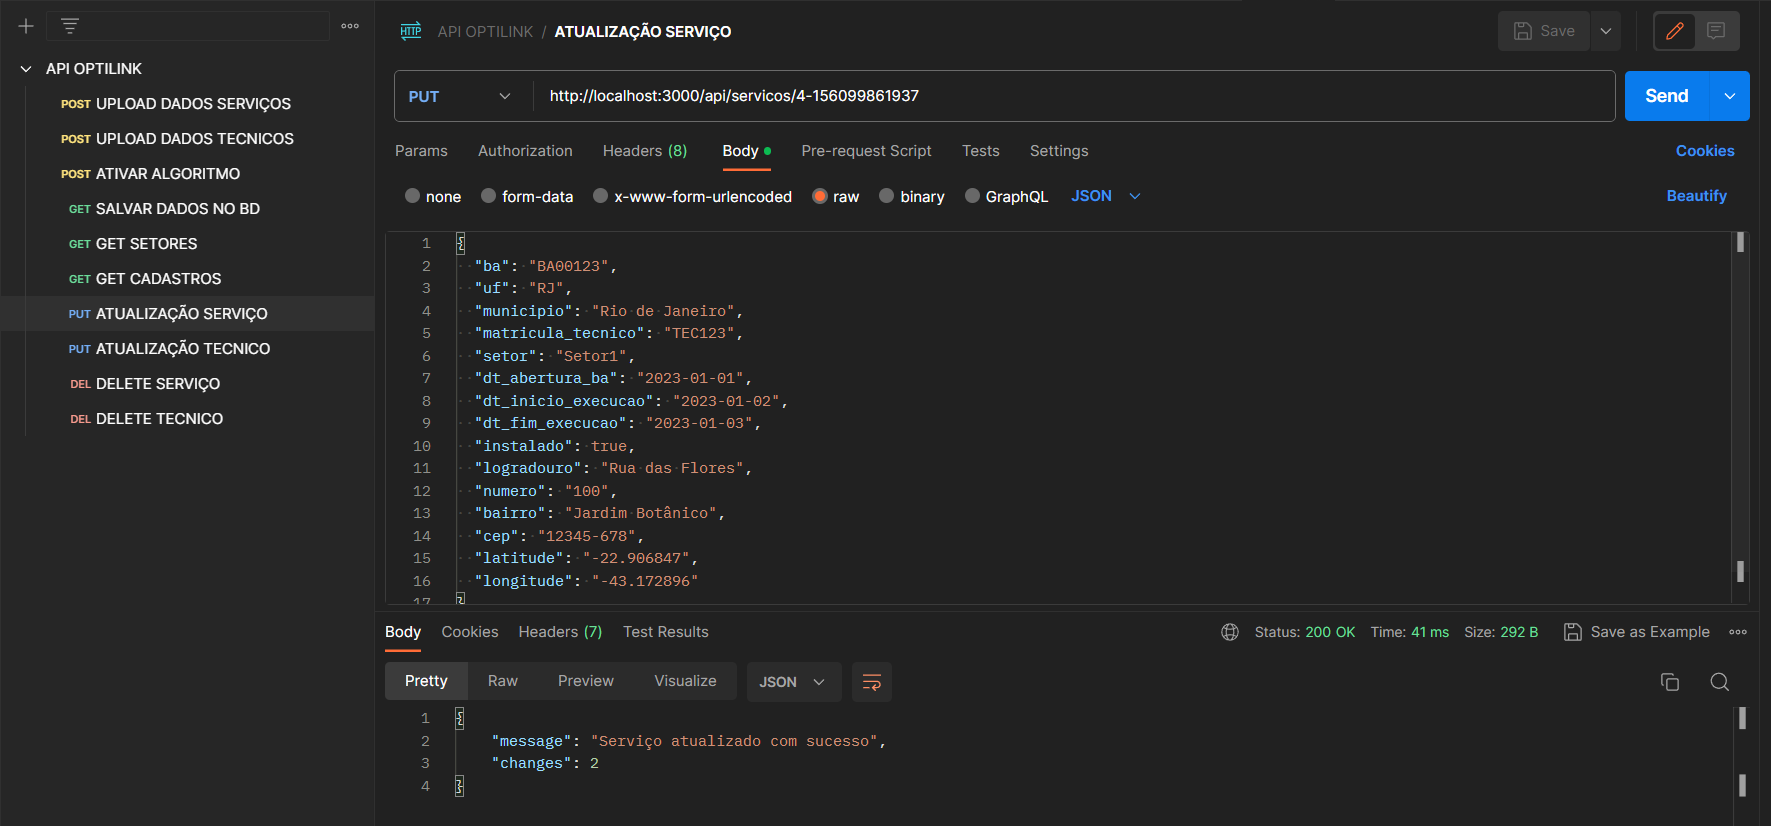 API OPTILINK
POST UPLOAD DADOS SERVIÇOS
POST UPLOAD DADOS TECNICOS
POST ATIVAR ALGORITMO
GET SALVAR DADOS NO BD
GET GET SETORES
GET GET CADASTROS
PUT ATUALIZAÇÃO SERVIÇO
PUT ATUALIZAÇÃO TECNICO
DEL DELETE SERVIÇO
DEL DELETE TECNICO
HTTP API OPTILINK / ATUALIZAÇÃO SERVIÇO
Save
PUT http://localhost:3000/api/servicos/4-156099861937 Send
Params Authorization Headers (8) Body Pre-request Script Tests Settings Cookies
none form-data x-www-form-urlencoded raw binary GraphQL JSON Beautify
1 {
2 "ba": "BA00123",
3 "uf": "RJ",
4 "municipio": "Rio de Janeiro",
5 "matricula_tecnico": "TEC123",
6 "setor": "Setor1",
7 "dt_abertura_ba": "2023-01-01",
8 "dt_inicio_execucao": "2023-01-02",
9 "dt_fim_execucao": "2023-01-03",
10 "instalado": true,
11 "logradouro": "Rua das Flores",
12 "numero": "100",
13 "bairro": "Jardim Botânico",
14 "cep": "12345-678",
15 "latitude": "-22.906847",
16 "longitude": "-43.172896"
17 }
Body Cookies Headers (7) Test Results Status: 200 OK Time: 41 ms Size: 292 B Save as Example
Pretty Raw Preview Visualize JSON
1 {
2 "message": "Serviço atualizado com sucesso",
3 "changes": 2
4 }